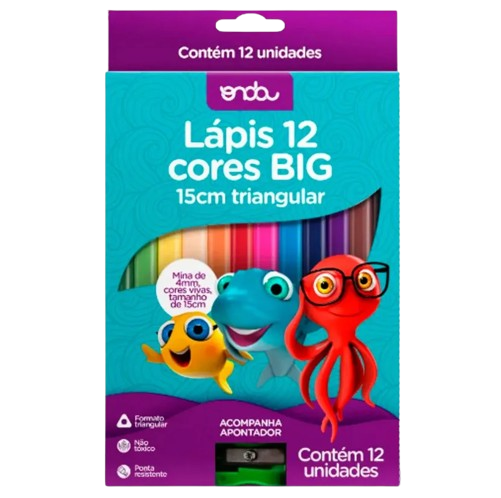 Contém 12 unidades
onda
Lápis 12
cores BIG
15cm triangular
Mina de
4mm,
cores vivas,
tamanho
de 15cm
Formato
triangular
Não
tóxico
Ponta
resistente
ACOMPANHA
APONTADOR
Contém 12
unidades